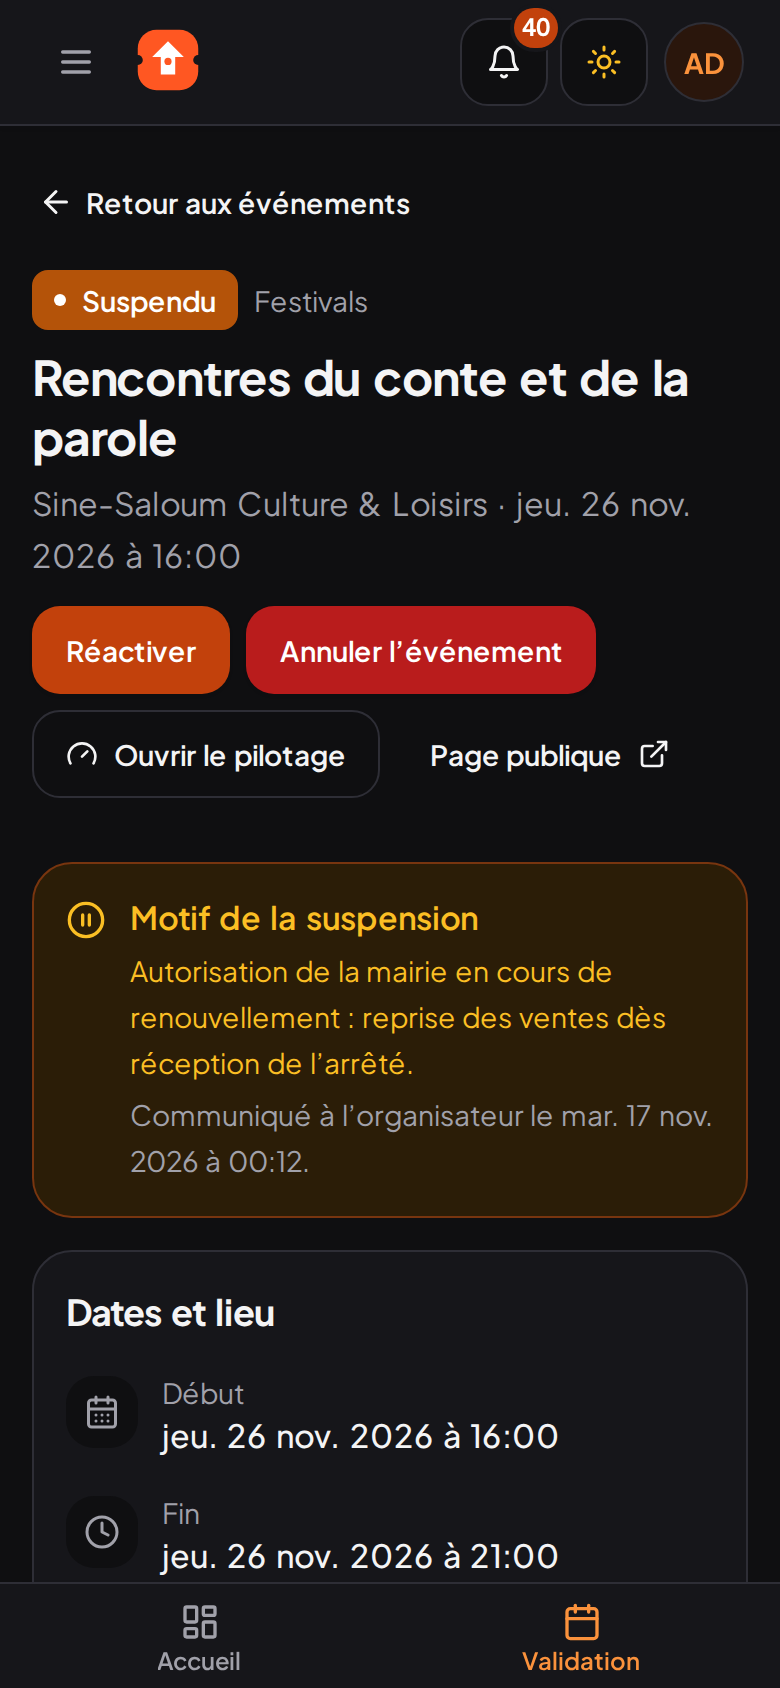 40
AD
Retour aux événements
Suspendu
Festivals
Rencontres du conte et de la
parole
Sine-Saloum Culture & Loisirs · jeu. 26 nov.
2026 à 16:00
Réactiver
Annuler l’événement
Ouvrir le pilotage
Page publique
Motif de la suspension
Autorisation de la mairie en cours de
renouvellement : reprise des ventes dès
réception de l’arrêté.
Communiqué à l’organisateur le mar. 17 nov.
2026 à 00:12.
Dates et lieu
Début
jeu. 26 nov. 2026 à 16:00
Fin
jeu. 26 nov. 2026 à 21:00
Accueil
Validation